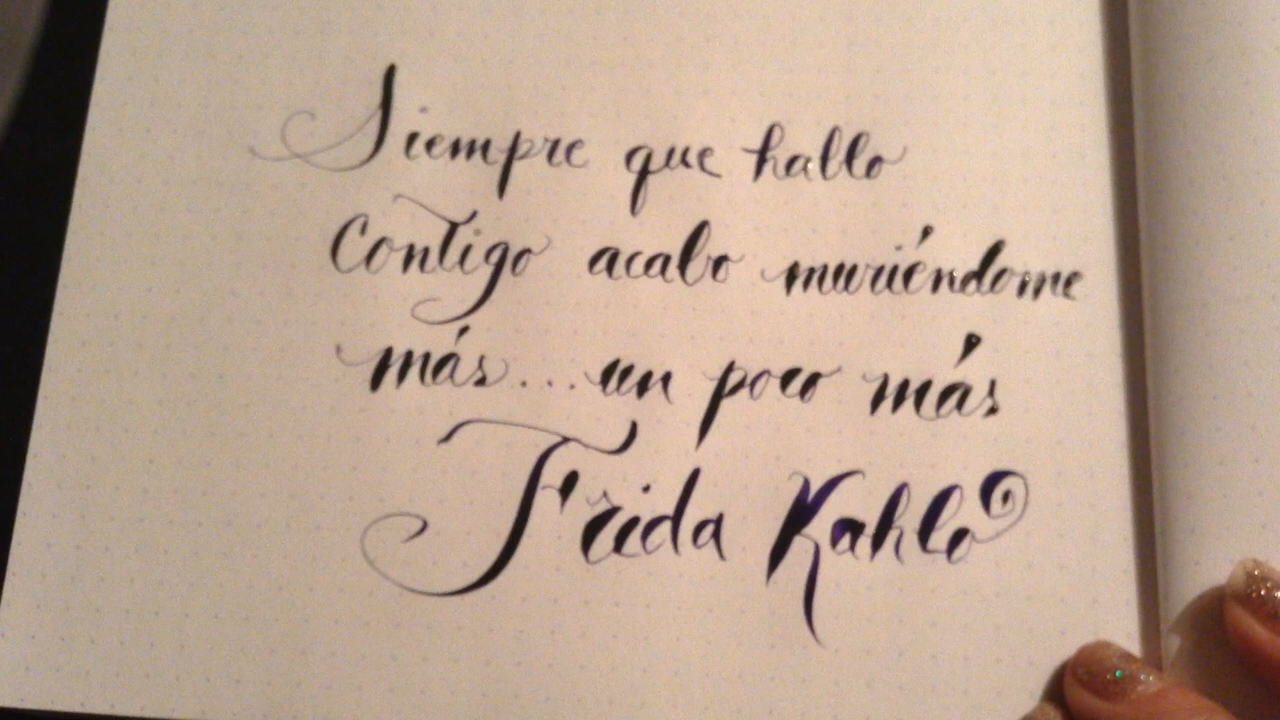 Siempre que hallo
Contigo acabo muriéndome
más... un poco más
Frida Kahlo